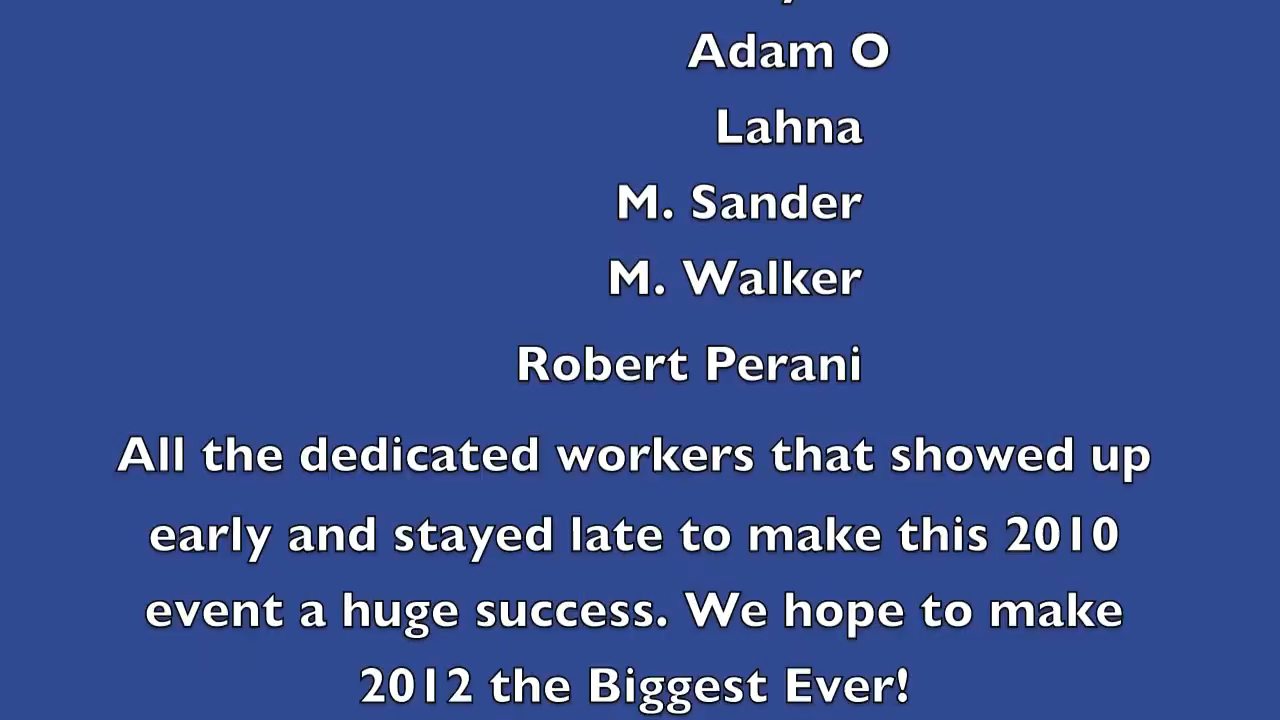 Adam O
Lahna
M. Sander
M. Walker
Robert Perani
All the dedicated workers that showed up
early and stayed late to make this 2010
event a huge success. We hope to make
2012 the Biggest Ever!